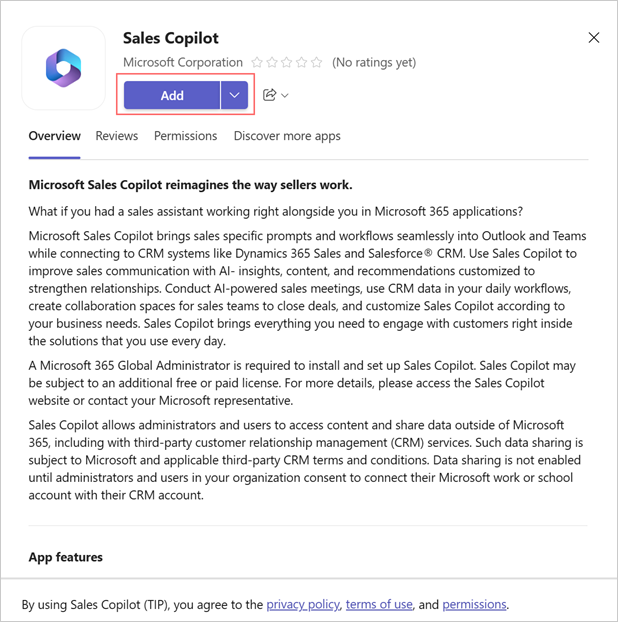 Sales Copilot
Microsoft Corporation (No ratings yet)
Add
Overview Reviews Permissions Discover more apps
Microsoft Sales Copilot reimagines the way sellers work.
What if you had a sales assistant working right alongside you in Microsoft 365 applications?
Microsoft Sales Copilot brings sales specific prompts and workflows seamlessly into Outlook and Teams
while connecting to CRM systems like Dynamics 365 Sales and Salesforce® CRM. Use Sales Copilot to
improve sales communication with AI- insights, content, and recommendations customized to
strengthen relationships. Conduct AI-powered sales meetings, use CRM data in your daily workflows,
create collaboration spaces for sales teams to close deals, and customize Sales Copilot according to
your business needs. Sales Copilot brings everything you need to engage with customers right inside
the solutions that you use every day.
A Microsoft 365 Global Administrator is required to install and set up Sales Copilot. Sales Copilot may
be subject to an additional free or paid license. For more details, please access the Sales Copilot
website or contact your Microsoft representative.
Sales Copilot allows administrators and users to access content and share data outside of Microsoft
365, including with third-party customer relationship management (CRM) services. Such data sharing is
subject to Microsoft and applicable third-party CRM terms and conditions. Data sharing is not enabled
until administrators and users in your organization consent to connect their Microsoft work or school
account with their CRM account.
App features
By using Sales Copilot (TIP), you agree to the privacy policy, terms of use, and permissions.